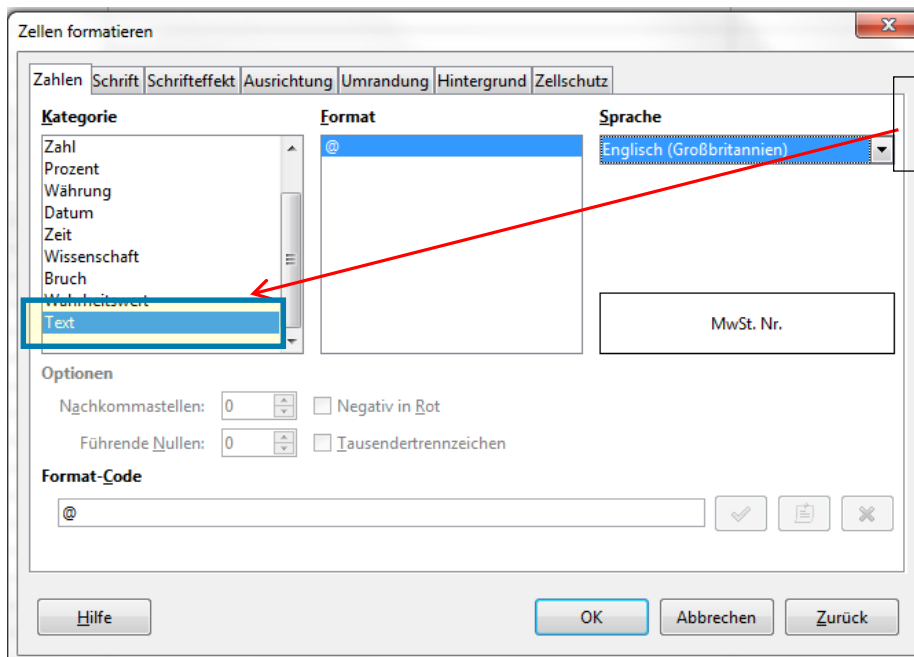 Zellen formatieren
Zahlen Schrift Schrifteffekt Ausrichtung Umrandung Hintergrund Zellschutz
Kategorie
Zahl
Prozent
Währung
Datum
Zeit
Wissenschaft
Bruch
Wahrheitswert
Text
Format
@
Sprache
Englisch (Großbritannien)
MwSt. Nr.
Optionen
Nachkommastellen: 0 Negativ in Rot
Führende Nullen: 0 Tausendertrennzeichen
Format-Code
@
Hilfe OK Abbrechen Zurück